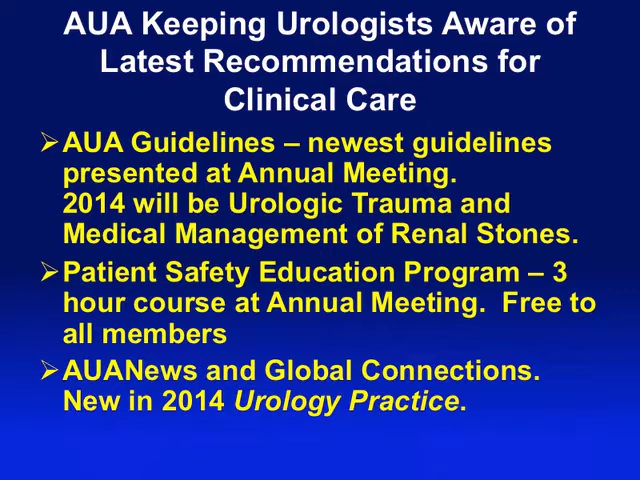 AUA Keeping Urologists Aware of
Latest Recommendations for
Clinical Care
➢AUA Guidelines – newest guidelines
presented at Annual Meeting.
2014 will be Urologic Trauma and
Medical Management of Renal Stones.
➢Patient Safety Education Program – 3
hour course at Annual Meeting.  Free to
all members
➢AUANews and Global Connections.
New in 2014 Urology Practice.